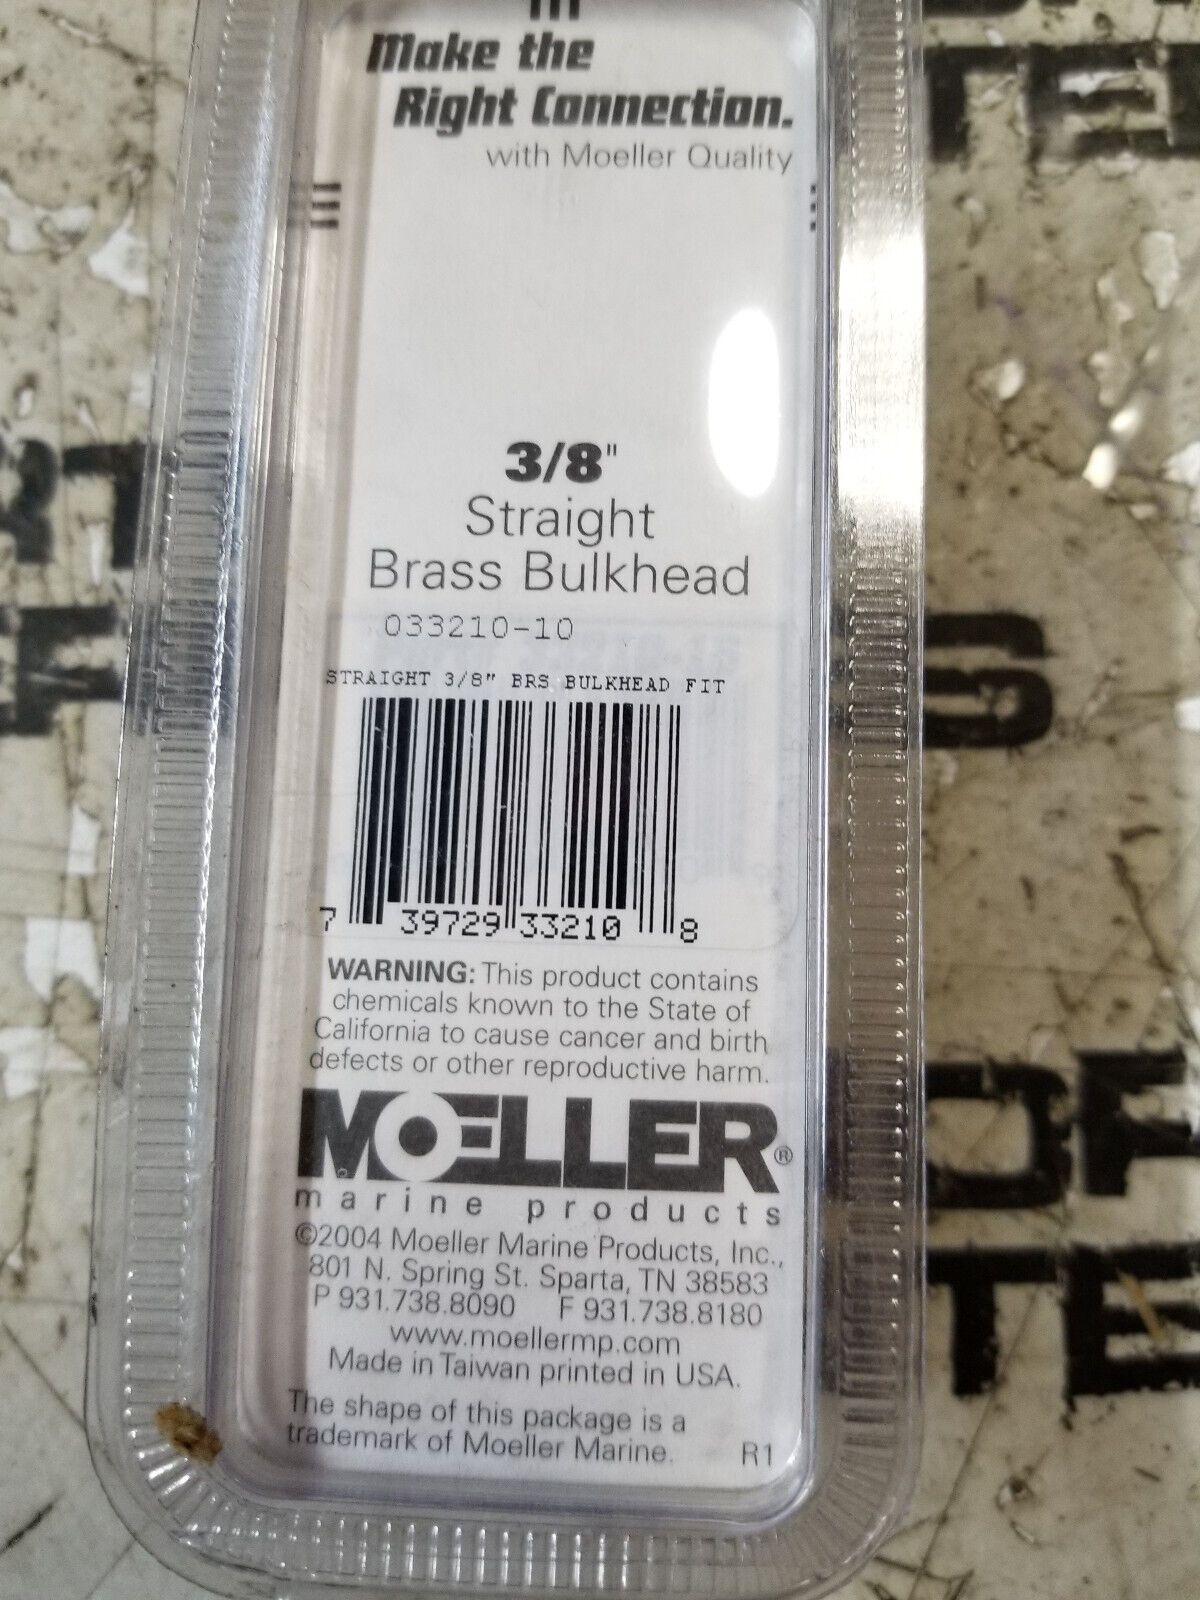 Make the
Right Connection.
with Moeller Quality
3/8"
Straight
Brass Bulkhead
033210-10
STRAIGHT 3/8" BRS BULKHEAD FIT
7 39729 33210 8
WARNING: This product contains
chemicals known to the State of
California to cause cancer and birth
defects or other reproductive harm.
MOELLER®
marine products
©2004 Moeller Marine Products, Inc.,
801 N. Spring St. Sparta, TN 38583
P 931.738.8090 F 931.738.8180
www.moellermp.com
Made in Taiwan printed in USA.
The shape of this package is a
trademark of Moeller Marine. R1